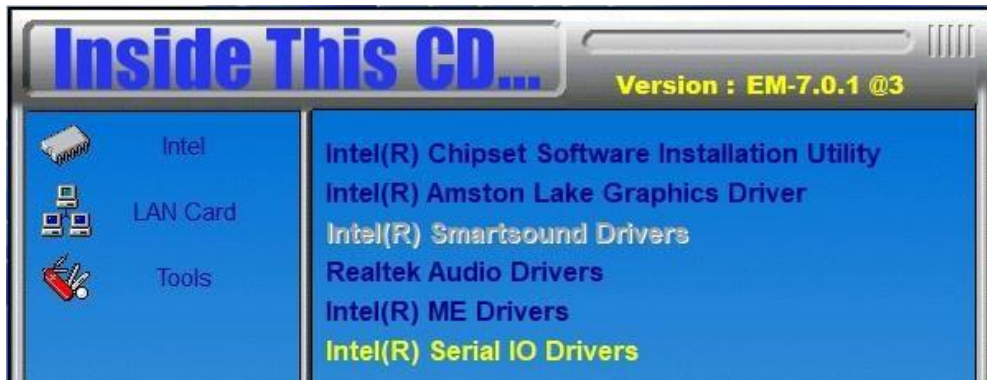 Inside This CD...
Version : EM-7.0.1 @3
Intel
LAN Card
Tools
Intel(R) Chipset Software Installation Utility
Intel(R) Amston Lake Graphics Driver
Intel(R) Smartsound Drivers
Realtek Audio Drivers
Intel(R) ME Drivers
Intel(R) Serial IO Drivers